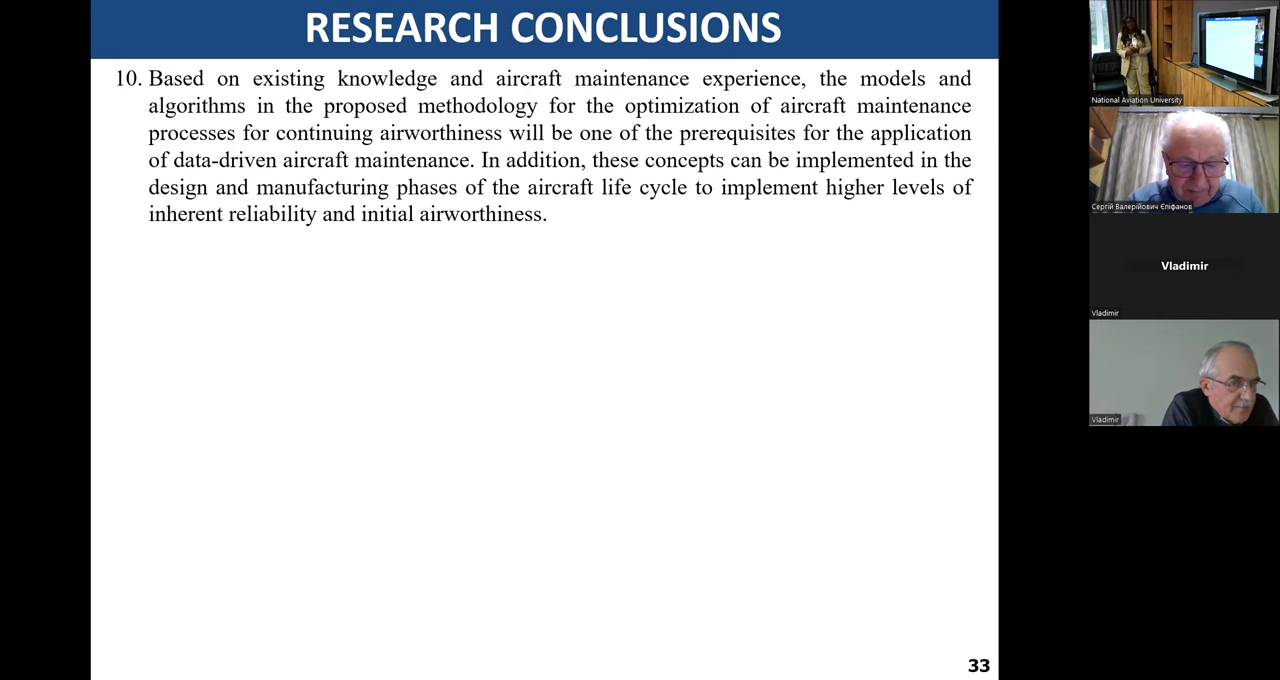 RESEARCH CONCLUSIONS
10. Based on existing knowledge and aircraft maintenance experience, the models and
algorithms in the proposed methodology for the optimization of aircraft maintenance
processes for continuing airworthiness will be one of the prerequisites for the application
of data-driven aircraft maintenance. In addition, these concepts can be implemented in the
design and manufacturing phases of the aircraft life cycle to implement higher levels of
inherent reliability and initial airworthiness.
33
National Aviation University
Сергій Валерійович Єпіфанов
Vladimir
Vladimir
Vladimir